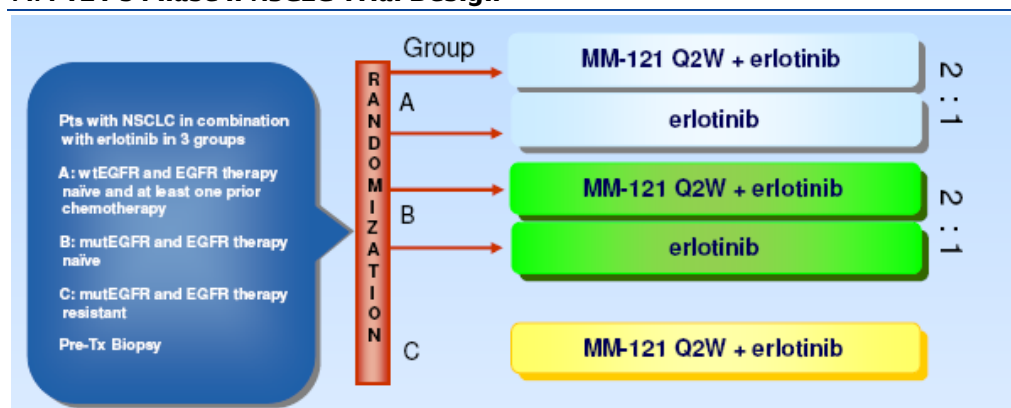 Group
Pts with NSCLC in combination
with erlotinib in 3 groups
A: wtEGFR and EGFR therapy
naïve and at least one prior
chemotherapy
B: mutEGFR and EGFR therapy
naïve
C: mutEGFR and EGFR therapy
resistant
Pre-Tx Biopsy
RANDOMIZATION
A
MM-121 Q2W + erlotinib
erlotinib
2:1
B
MM-121 Q2W + erlotinib
erlotinib
2:1
C
MM-121 Q2W + erlotinib